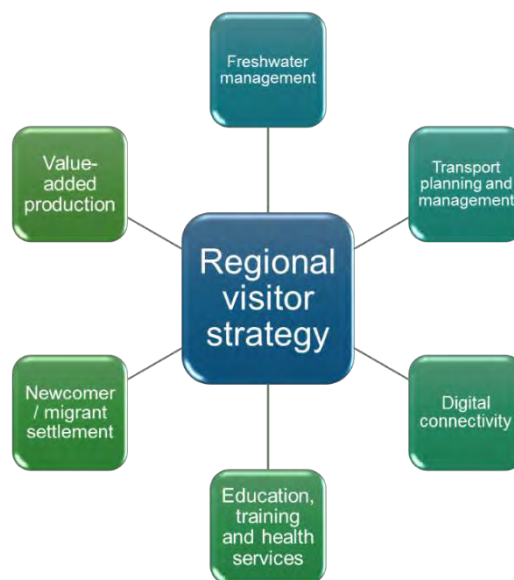 Freshwater
management
Value-
added
production
Transport
planning and
management
Regional
visitor
strategy
Newcomer
/ migrant
settlement
Digital
connectivity
Education,
training
and health
services